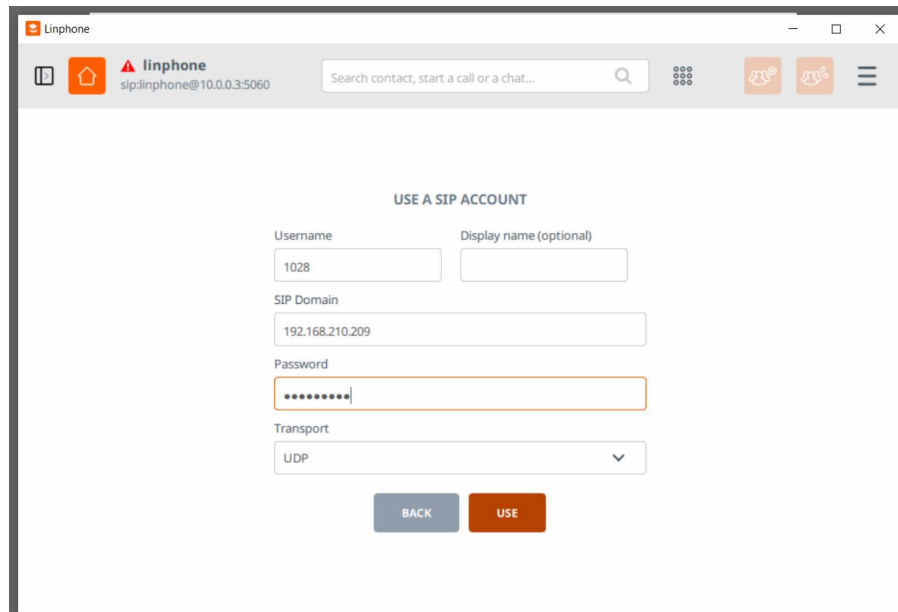 Linphone
linphone
sip:linphone@10.0.0.3:5060
Search contact, start a call or a chat...
USE A SIP ACCOUNT
Username
Display name (optional)
1028
SIP Domain
192.168.210.209
Password
•••••••••
Transport
UDP
BACK
USE